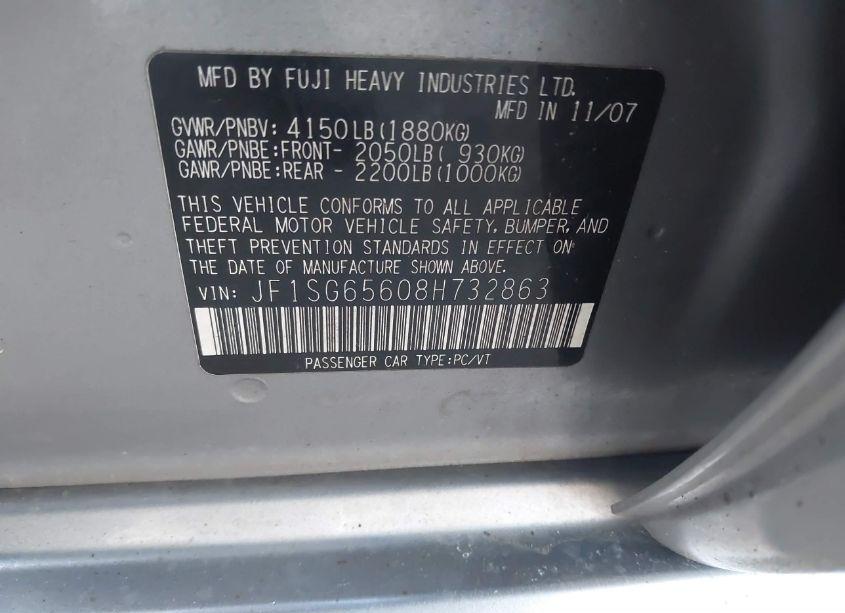 MFD BY FUJI HEAVY INDUSTRIES LTD.
MFD IN 11/07
GVWR/PNBV: 4150LB(1880KG)
GAWR/PNBE:FRONT- 2050LB( 930KG)
GAWR/PNBE:REAR - 2200LB(1000KG)
THIS VEHICLE CONFORMS TO ALL APPLICABLE
FEDERAL MOTOR VEHICLE SAFETY, BUMPER, AND
THEFT PREVENTION STANDARDS IN EFFECT ON
THE DATE OF MANUFACTURE SHOWN ABOVE.
VIN: JF1SG65608H732863
PASSENGER CAR TYPE:PC/VT